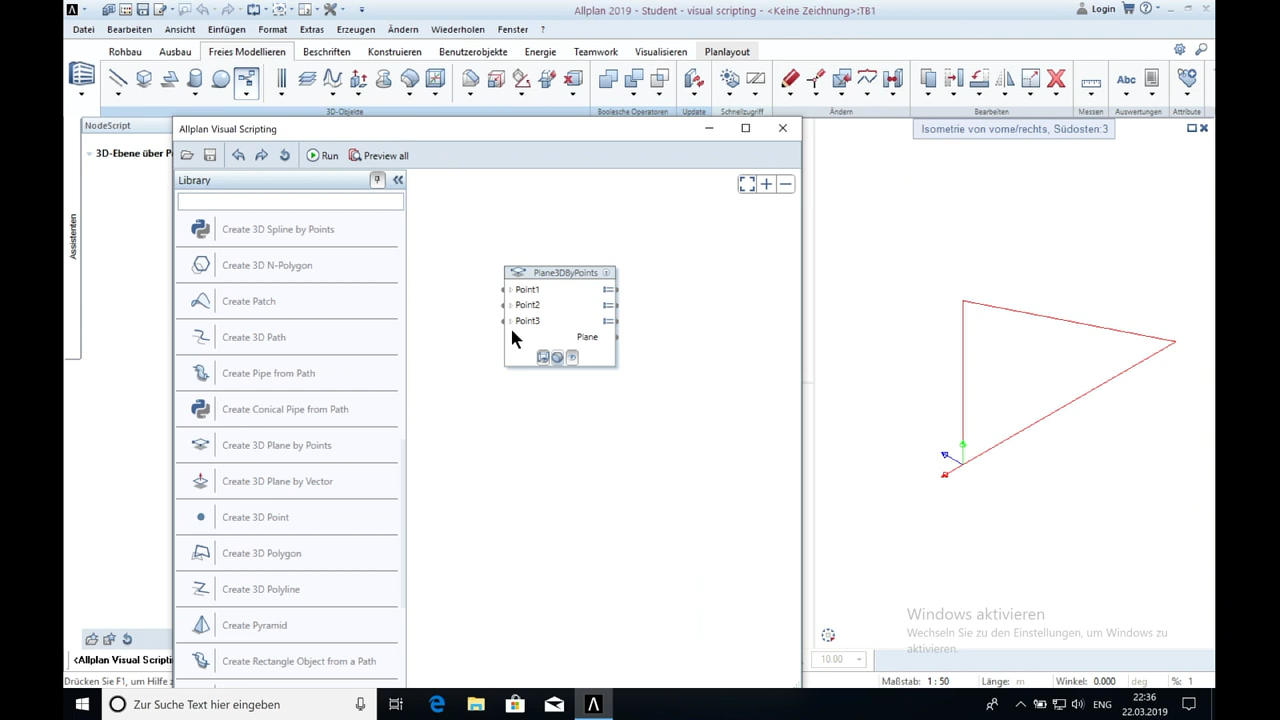 Allplan 2019 - Student - visual scripting - <Keine Zeichnung>:TB1
Login
Datei Bearbeiten Ansicht Einfügen Format Extras Erzeugen Ändern Wiederholen Fenster ?
Rohbau Ausbau Freies Modellieren Beschriften Konstruieren Benutzerobjekte Energie Teamwork Visualisieren Planlayout
Abc
3D-Objekte Boolesche Operatoren Update Schnellzugriff Ändern Bearbeiten Messen Auswertungen Attribute
NodeScript
Allplan Visual Scripting
Isometrie von vorne/rechts, Südosten:3
3D-Ebene über P
Run Preview all
Library
Assistenten
Create 3D Spline by Points
Create 3D N-Polygon
Create Patch
Create 3D Path
Create Pipe from Path
Create Conical Pipe from Path
Create 3D Plane by Points
Create 3D Plane by Vector
Create 3D Point
Create 3D Polygon
Create 3D Polyline
Create Pyramid
Create Rectangle Object from a Path
Plane3DByPoints
Point1
Point2
Point3
Plane
Windows aktivieren
Wechseln Sie zu den Einstellungen, um Windows zu
aktivieren.
<Allplan Visual Scripti
10.00
Drücken Sie F1, um Hilfe z
Maßstab: 1 : 50 Länge: m Winkel: 0.000 deg %: 1
Zur Suche Text hier eingeben
ENG
22:36
22.03.2019